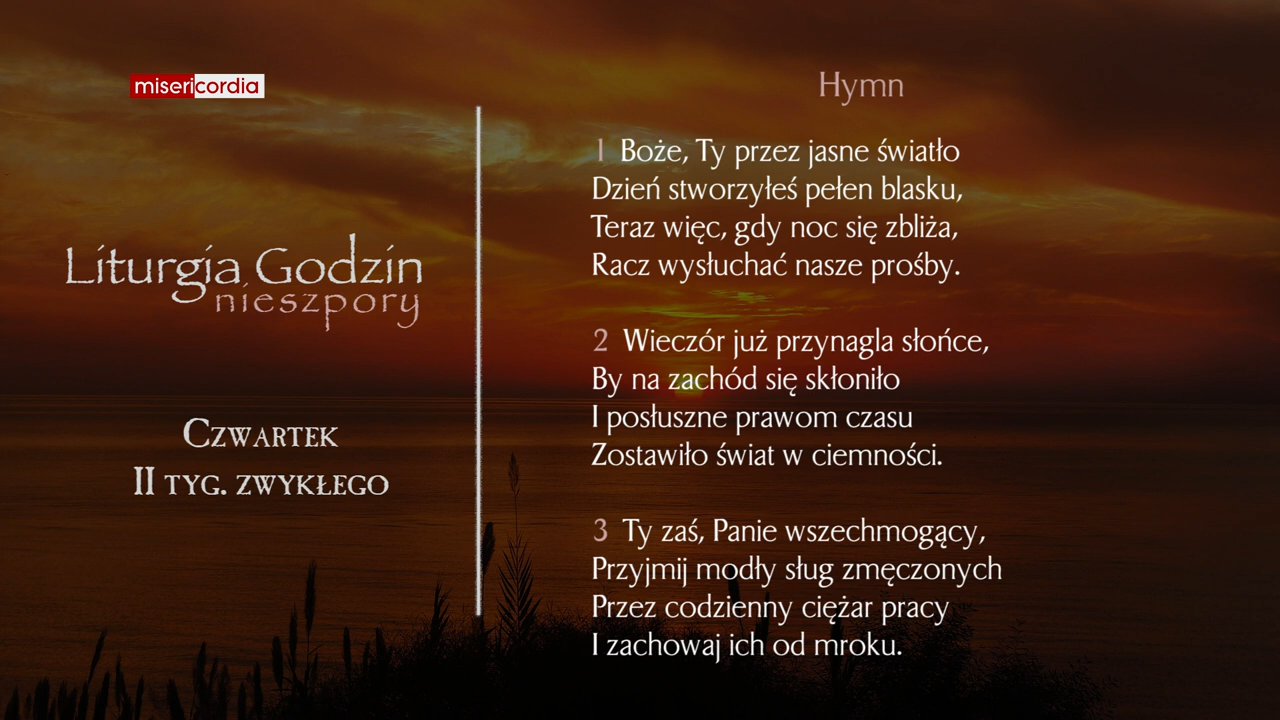 misericordia
Liturgia Godzin
nieszpory
Czwartek
II tyg. zwykłego
Hymn
1 Boże, Ty przez jasne światło
Dzień stworzyłeś pełen blasku,
Teraz więc, gdy noc się zbliża,
Racz wysłuchać nasze prośby.
2 Wieczór już przynagla słońce,
By na zachód się skłoniło
I posłuszne prawom czasu
Zostawiło świat w ciemności.
3 Ty zaś, Panie wszechmogący,
Przyjmij modły sług zmęczonych
Przez codzienny ciężar pracy
I zachowaj ich od mroku.